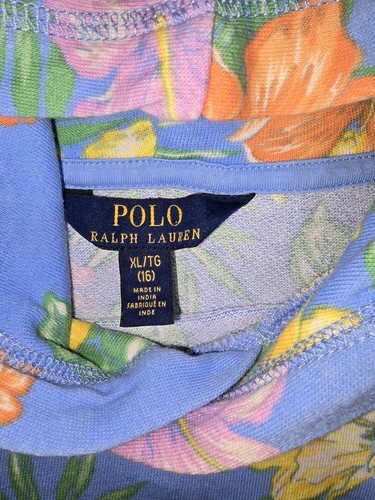 POLO
RALPH LAUREN
XL/TG
(16)
MADE IN
INDIA
FABRIQUÉ EN
INDE